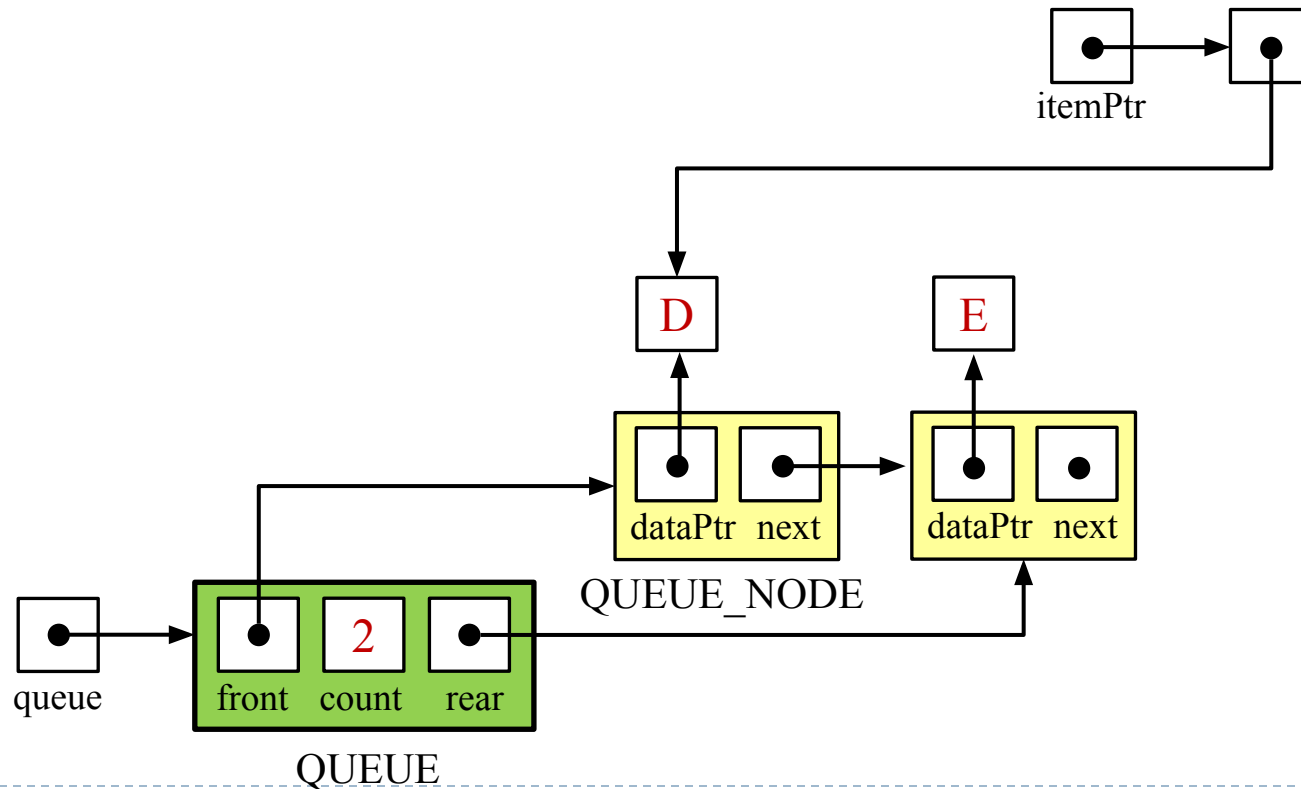 itemPtr
D
E
dataPtr next
dataPtr next
QUEUE_NODE
2
queue
front count rear
QUEUE